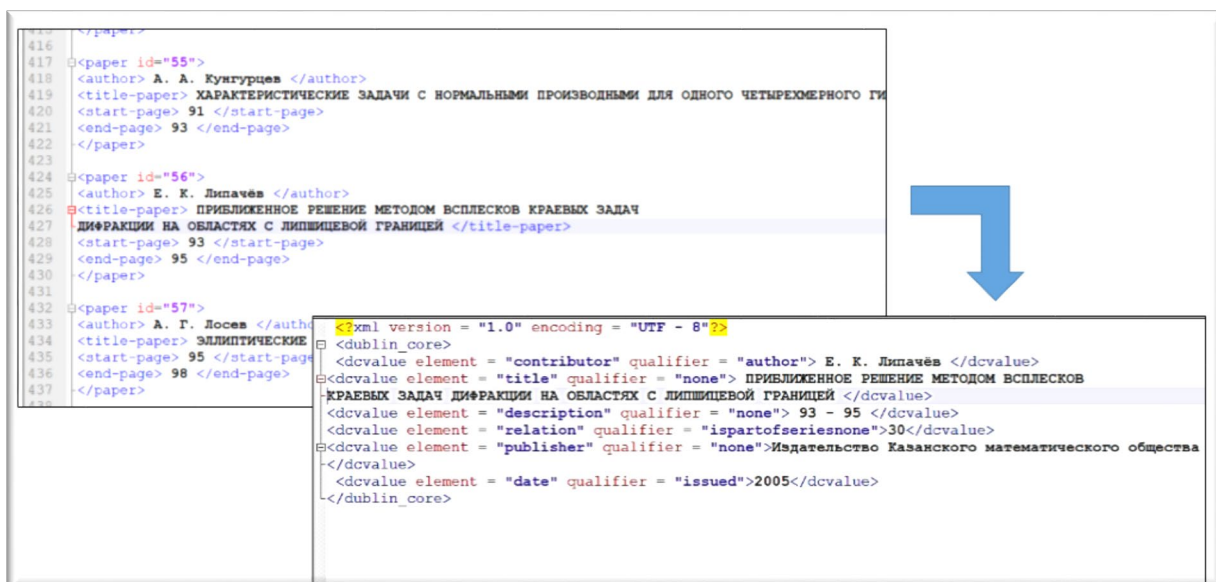 415 </paper>
416
417 <paper id="55">
418 <author> А. А. Кунгурцев </author>
419 <title-paper> ХАРАКТЕРИСТИЧЕСКИЕ ЗАДАЧИ С НОРМАЛЬНЫМИ ПРОИЗВОДНЫМИ ДЛЯ ОДНОГО ЧЕТЫРЕХМЕРНОГО ГИ
420 <start-page> 91 </start-page>
421 <end-page> 93 </end-page>
422 </paper>
423
424 <paper id="56">
425 <author> Е. К. Липачёв </author>
426 <title-paper> ПРИБЛИЖЕННОЕ РЕШЕНИЕ МЕТОДОМ ВСПЛЕСКОВ КРАЕВЫХ ЗАДАЧ
427 ДИФРАКЦИИ НА ОБЛАСТЯХ С ЛИПШИЦЕВОЙ ГРАНИЦЕЙ </title-paper>
428 <start-page> 93 </start-page>
429 <end-page> 95 </end-page>
430 </paper>
431
432 <paper id="57">
433 <author> А. Г. Лосев </autho
434 <title-paper> ЭЛЛИПТИЧЕСКИЕ
435 <start-page> 95 </start-page
436 <end-page> 98 </end-page>
437 </paper>
438
<?xml version = "1.0" encoding = "UTF - 8"?>
<dublin_core>
<dcvalue element = "contributor" qualifier = "author"> Е. К. Липачёв </dcvalue>
<dcvalue element = "title" qualifier = "none"> ПРИБЛИЖЕННОЕ РЕШЕНИЕ МЕТОДОМ ВСПЛЕСКОВ
КРАЕВЫХ ЗАДАЧ ДИФРАКЦИИ НА ОБЛАСТЯХ С ЛИПШИЦЕВОЙ ГРАНИЦЕЙ </dcvalue>
<dcvalue element = "description" qualifier = "none"> 93 - 95 </dcvalue>
<dcvalue element = "relation" qualifier = "ispartofseriesnone">30</dcvalue>
<dcvalue element = "publisher" qualifier = "none">Издательство Казанского математического общества
</dcvalue>
<dcvalue element = "date" qualifier = "issued">2005</dcvalue>
</dublin_core>